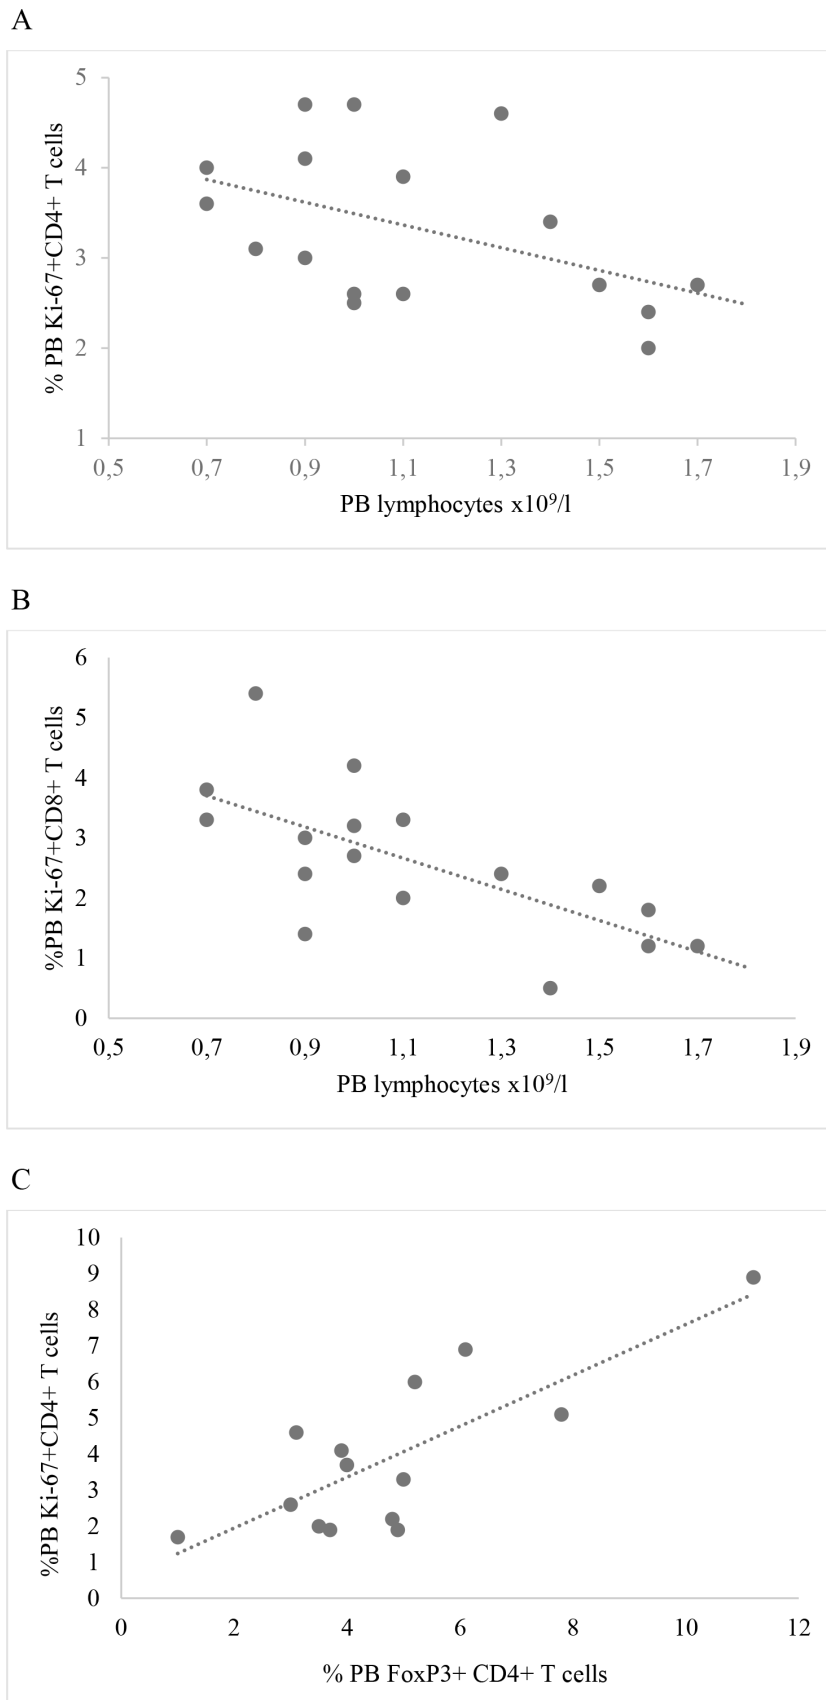 A
5
4
3
2
1
% PB Ki-67+CD4+ T cells
0,5 0,7 0,9 1,1 1,3 1,5 1,7 1,9
PB lymphocytes x10⁹/l
B
6
5
4
3
2
1
0
%PB Ki-67+CD8+ T cells
0,5 0,7 0,9 1,1 1,3 1,5 1,7 1,9
PB lymphocytes x10⁹/l
C
10
9
8
7
6
5
4
3
2
1
0
%PB Ki-67+CD4+ T cells
0 2 4 6 8 10 12
% PB FoxP3+ CD4+ T cells